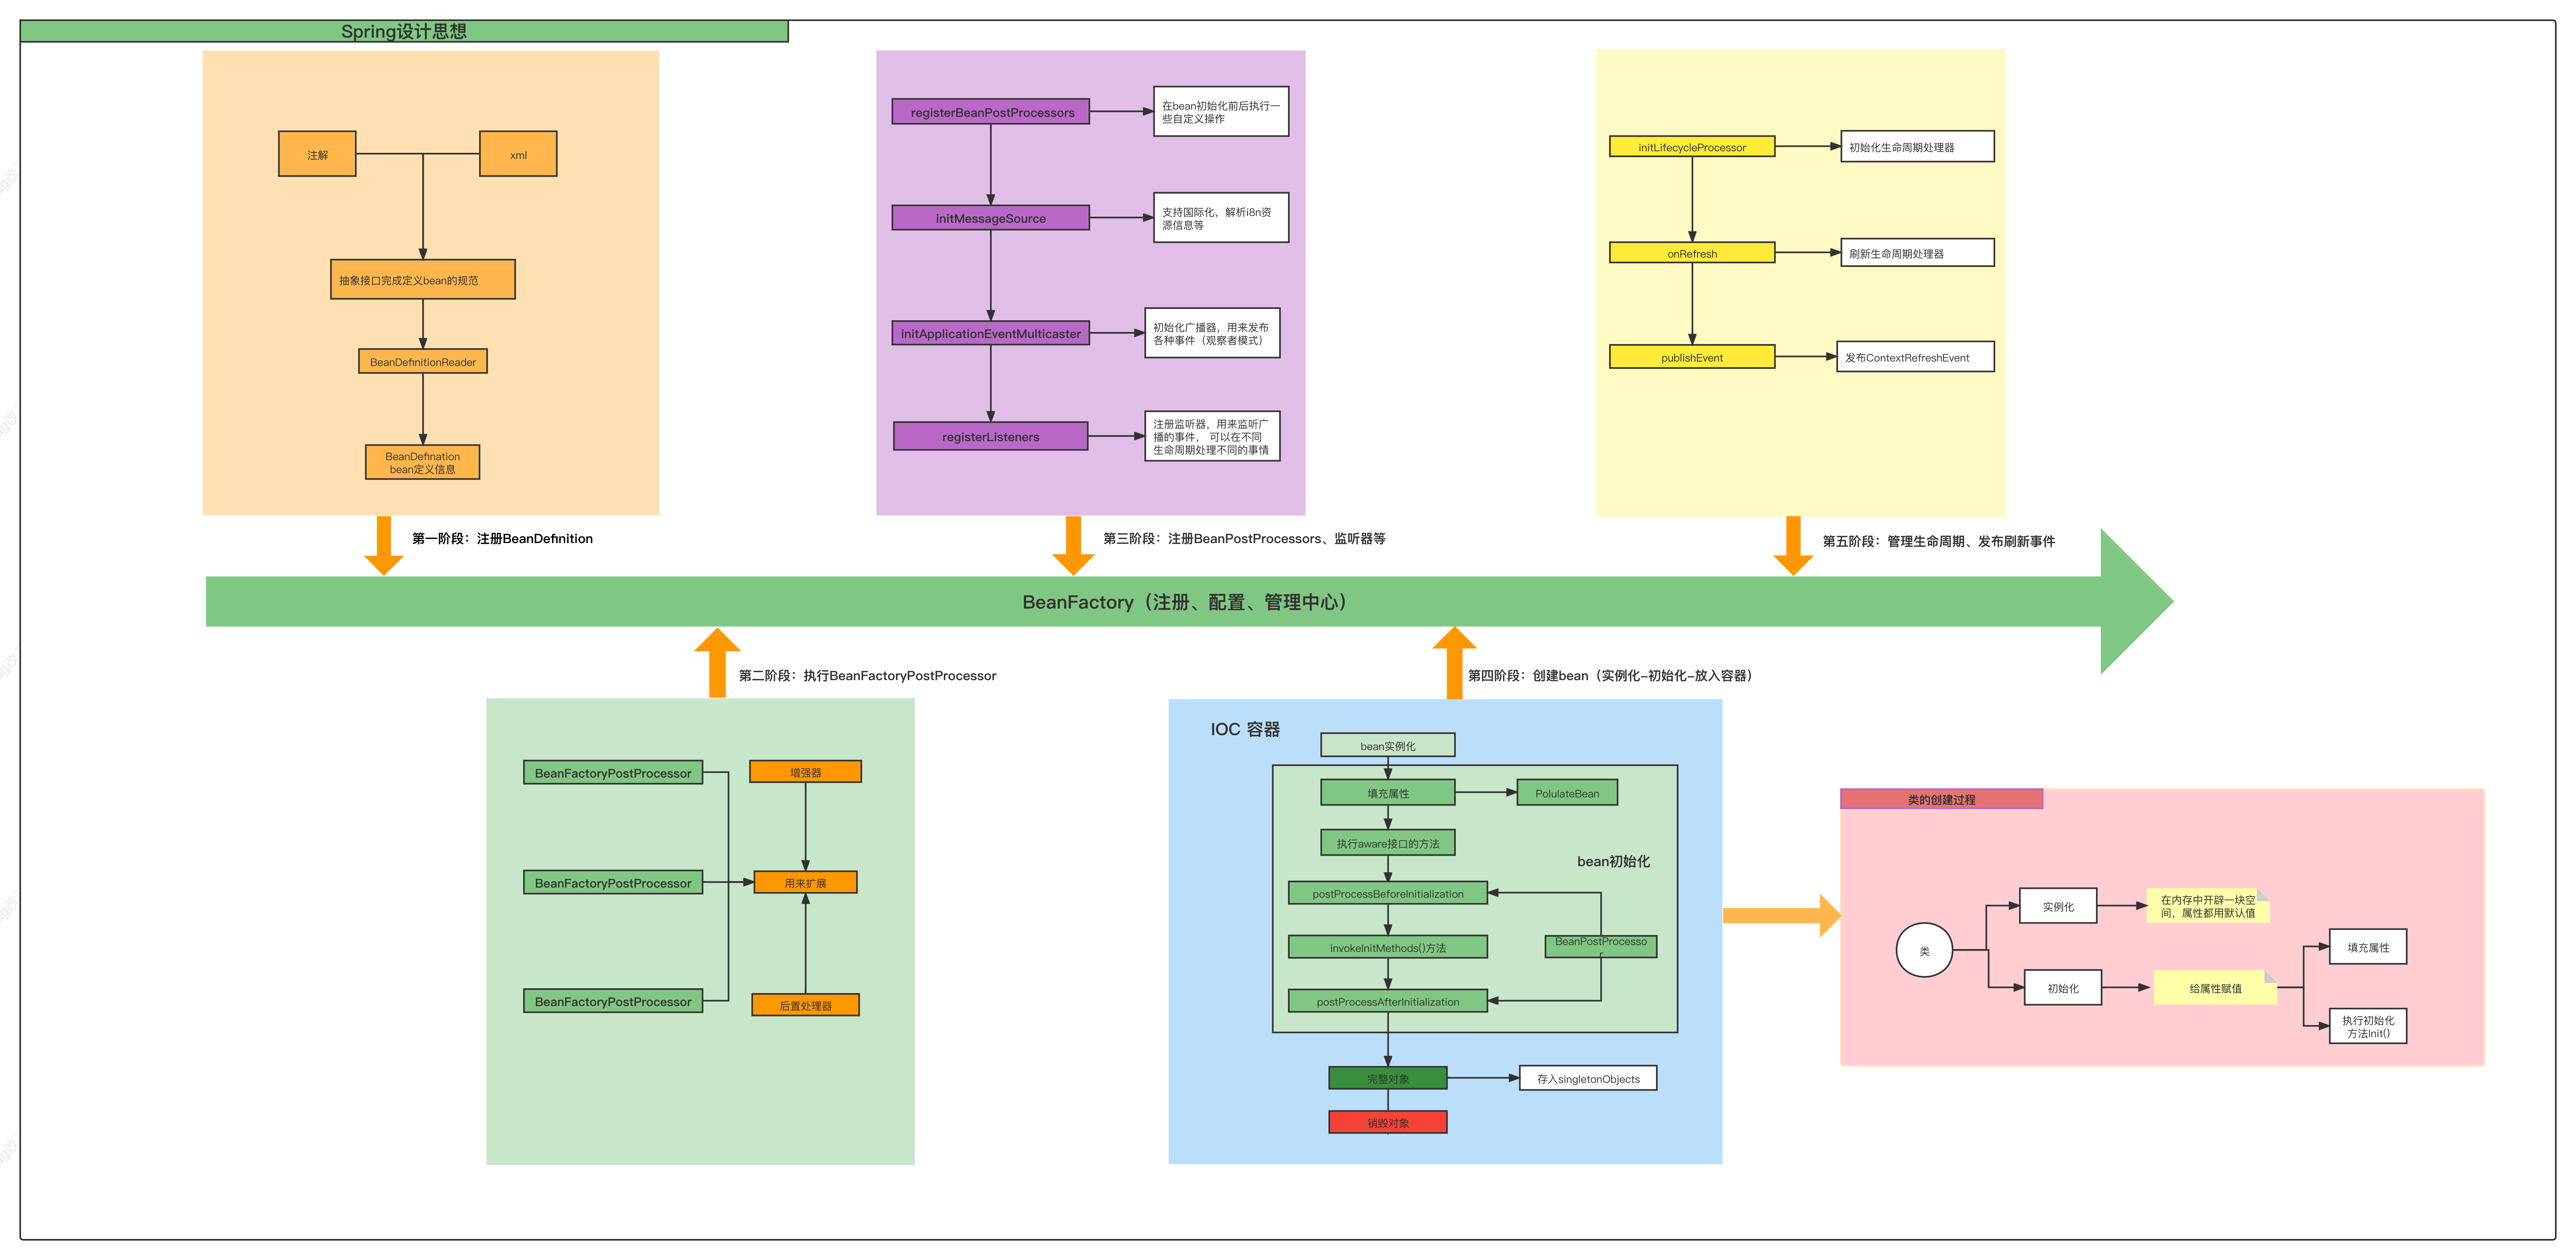 Spring设计思想
注解
xml
抽象接口完成定义bean的规范
BeanDefinitionReader
BeanDefination
bean定义信息
registerBeanPostProcessors
在bean初始化前后执行一
些自定义操作
initMessageSource
支持国际化，解析i8n资
源信息等
initApplicationEventMulticaster
初始化广播器，用来发布
各种事件（观察者模式）
registerListeners
注册监听器，用来监听广
播的事件， 可以在不同
生命周期处理不同的事情
initLifecycleProcessor
初始化生命周期处理器
onRefresh
刷新生命周期处理器
publishEvent
发布ContextRefreshEvent
第一阶段：注册BeanDefinition
第三阶段：注册BeanPostProcessors、监听器等
第五阶段：管理生命周期、发布刷新事件
BeanFactory（注册、配置、管理中心）
第二阶段：执行BeanFactoryPostProcessor
第四阶段：创建bean（实例化-初始化-放入容器）
BeanFactoryPostProcessor
增强器
BeanFactoryPostProcessor
用来扩展
BeanFactoryPostProcessor
后置处理器
IOC 容器
bean实例化
填充属性
PolulateBean
执行aware接口的方法
bean初始化
postProcessBeforeInitialization
invokeInitMethods()方法
BeanPostProcesso
r
postProcessAfterInitialization
完整对象
存入singletonObjects
销毁对象
类的创建过程
类
实例化
在内存中开辟一块空
间，属性都用默认值
初始化
给属性赋值
填充属性
执行初始化
方法Init()